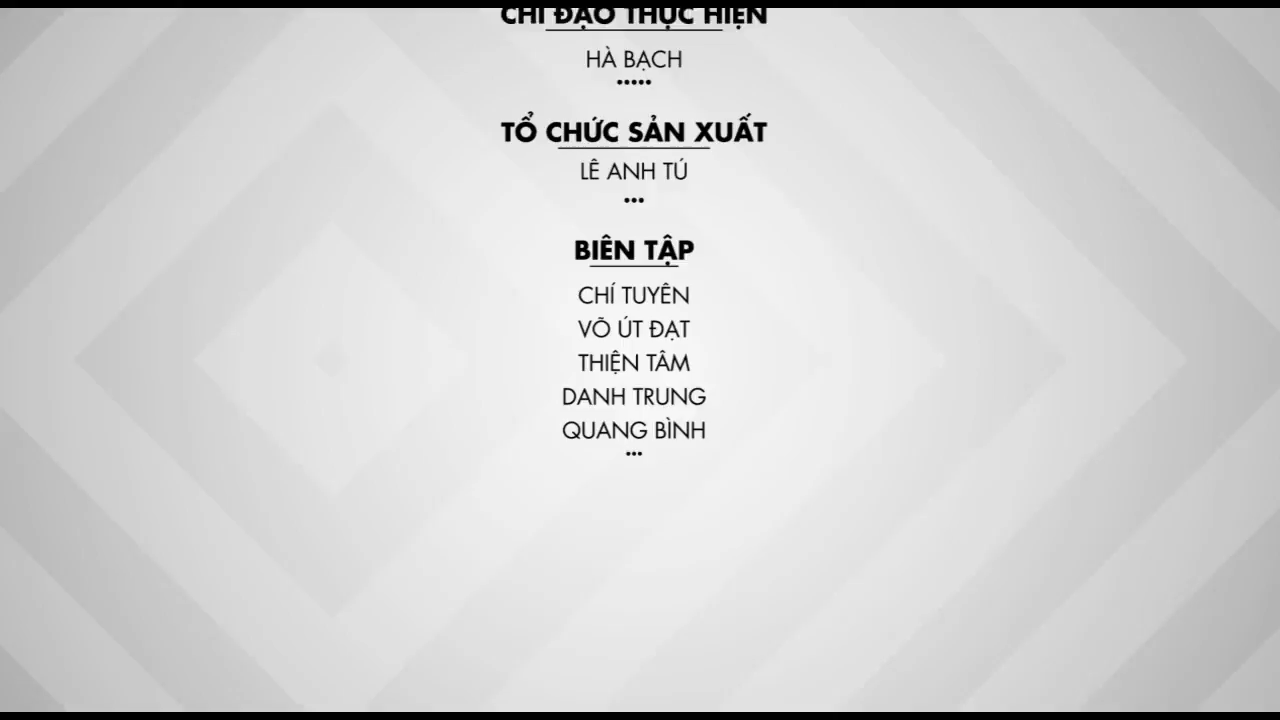 CHỈ ĐẠO THỰC HIỆN
HÀ BẠCH
TỔ CHỨC SẢN XUẤT
LÊ ANH TÚ
BIÊN TẬP
CHÍ TUYÊN
VÕ ÚT ĐẠT
THIỆN TÂM
DANH TRUNG
QUANG BÌNH